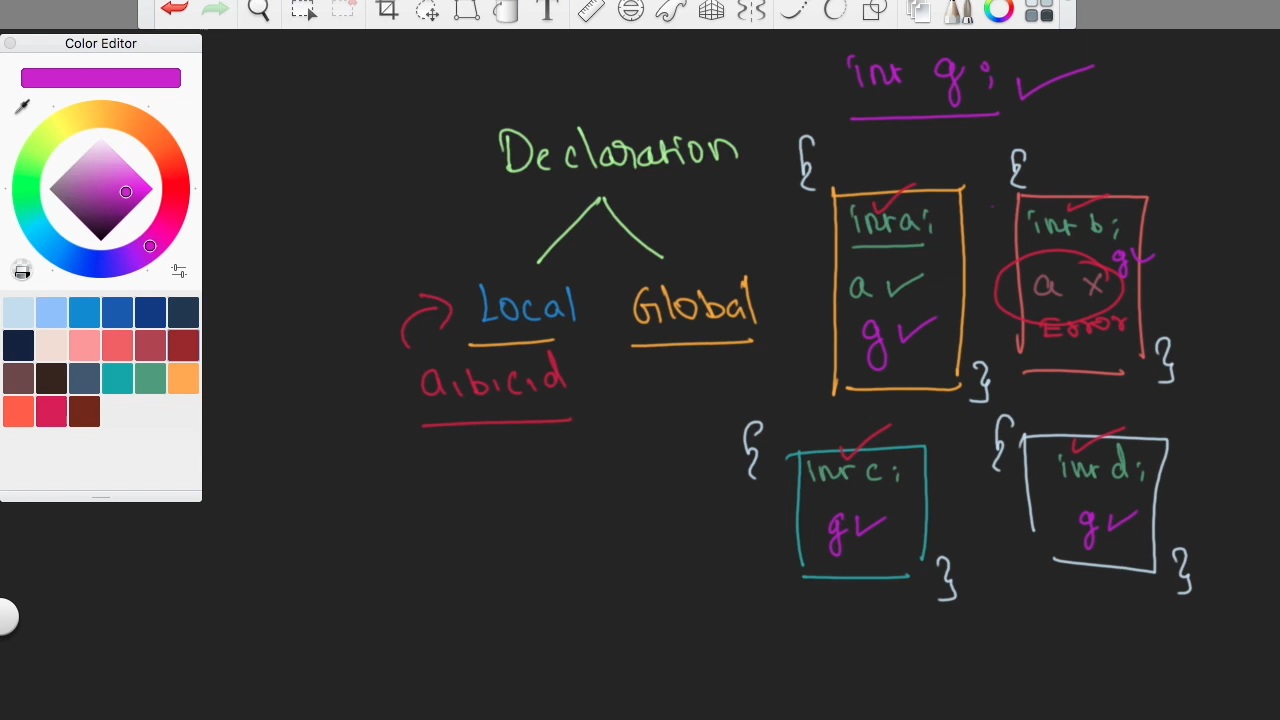 Color Editor
int g;
Declaration
{
{
int a;
int b;
a
g
a x
g
Error
Local
Global
}
}
a,b,c,d
{
{
int c;
int d;
g
g
}
}